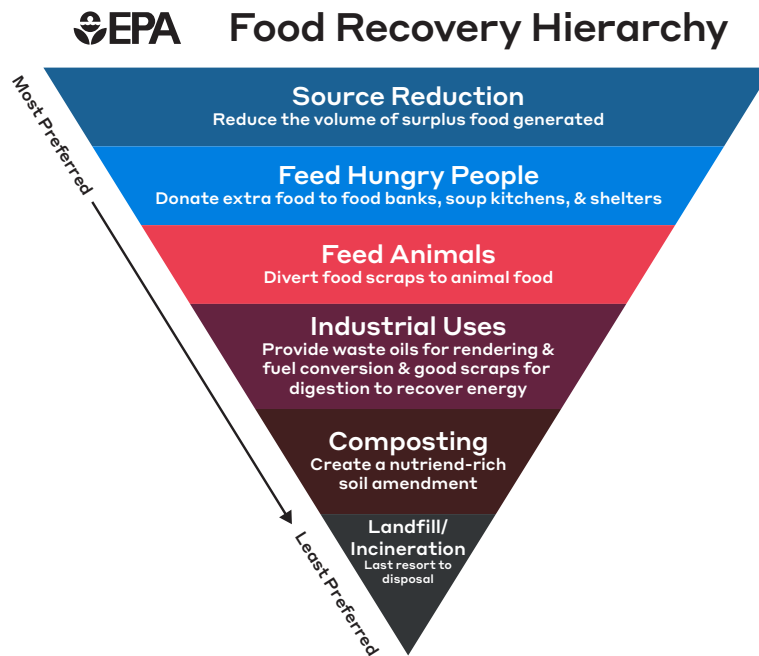 EPA Food Recovery Hierarchy
Most Preferred
Source Reduction
Reduce the volume of surplus food generated
Feed Hungry People
Donate extra food to food banks, soup kitchens, & shelters
Feed Animals
Divert food scraps to animal food
Industrial Uses
Provide waste oils for rendering &
fuel conversion & good scraps for
digestion to recover energy
Composting
Create a nutriend-rich
soil amendment
Landfill/
Incineration
Last resort to
disposal
Least Preferred